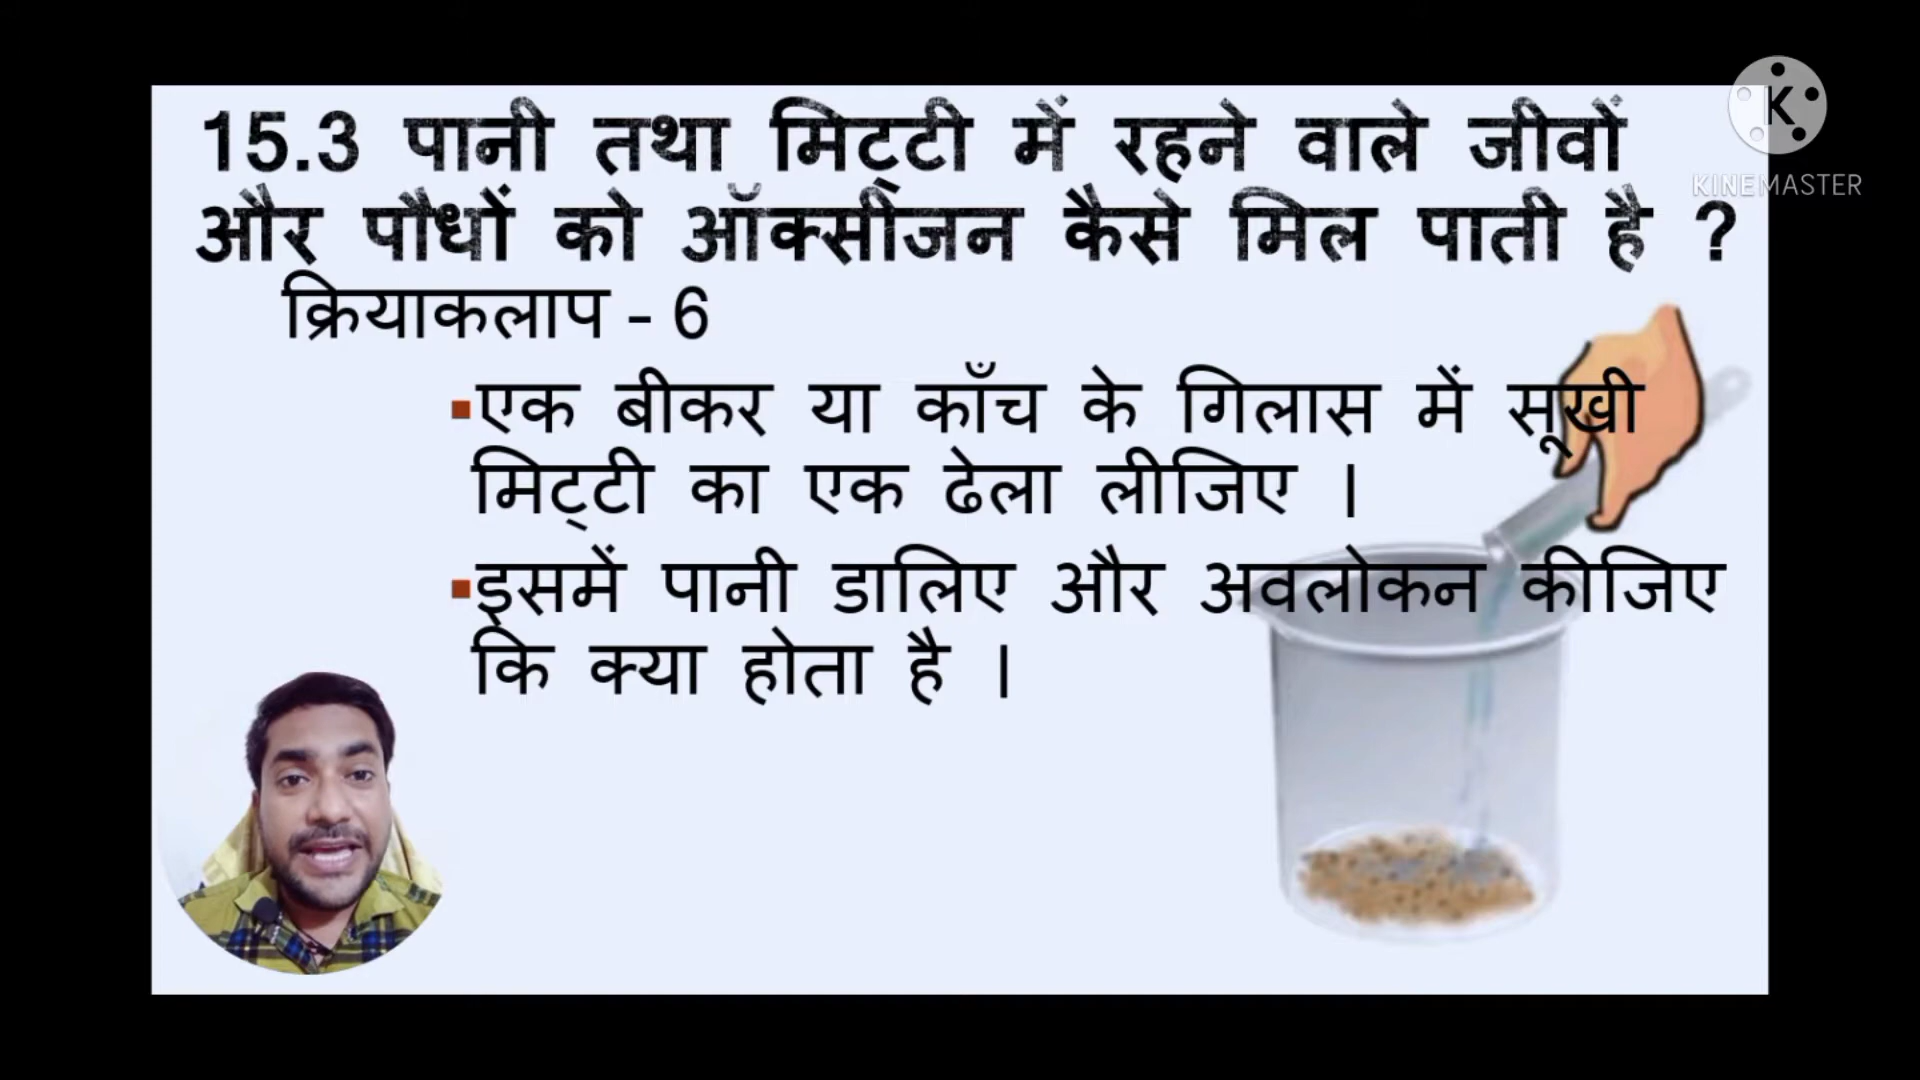 15.3 पानी तथा मिट्टी में रहने वाले जीवों
और पौधों को ऑक्सीजन कैसे मिल पाती है ?
क्रियाकलाप - 6
▪एक बीकर या काँच के गिलास में सूखी
मिट्टी का एक ढेला लीजिए ।
▪इसमें पानी डालिए और अवलोकन कीजिए
कि क्या होता है ।
K
KINEMASTER